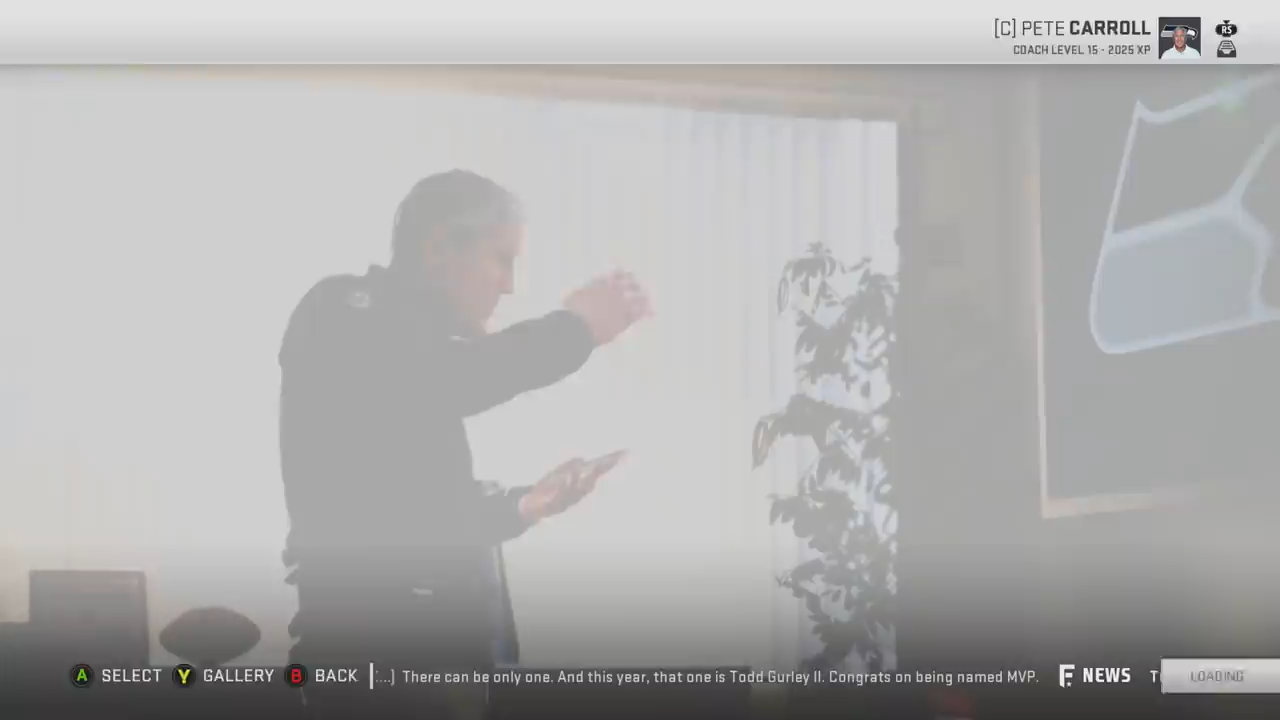 [C] PETE CARROLL
COACH LEVEL 15 - 2025 XP
RS
A SELECT Y GALLERY B BACK :...) There can be only one. And this year, that one is Todd Gurley II. Congrats on being named MVP. NEWS LOADING